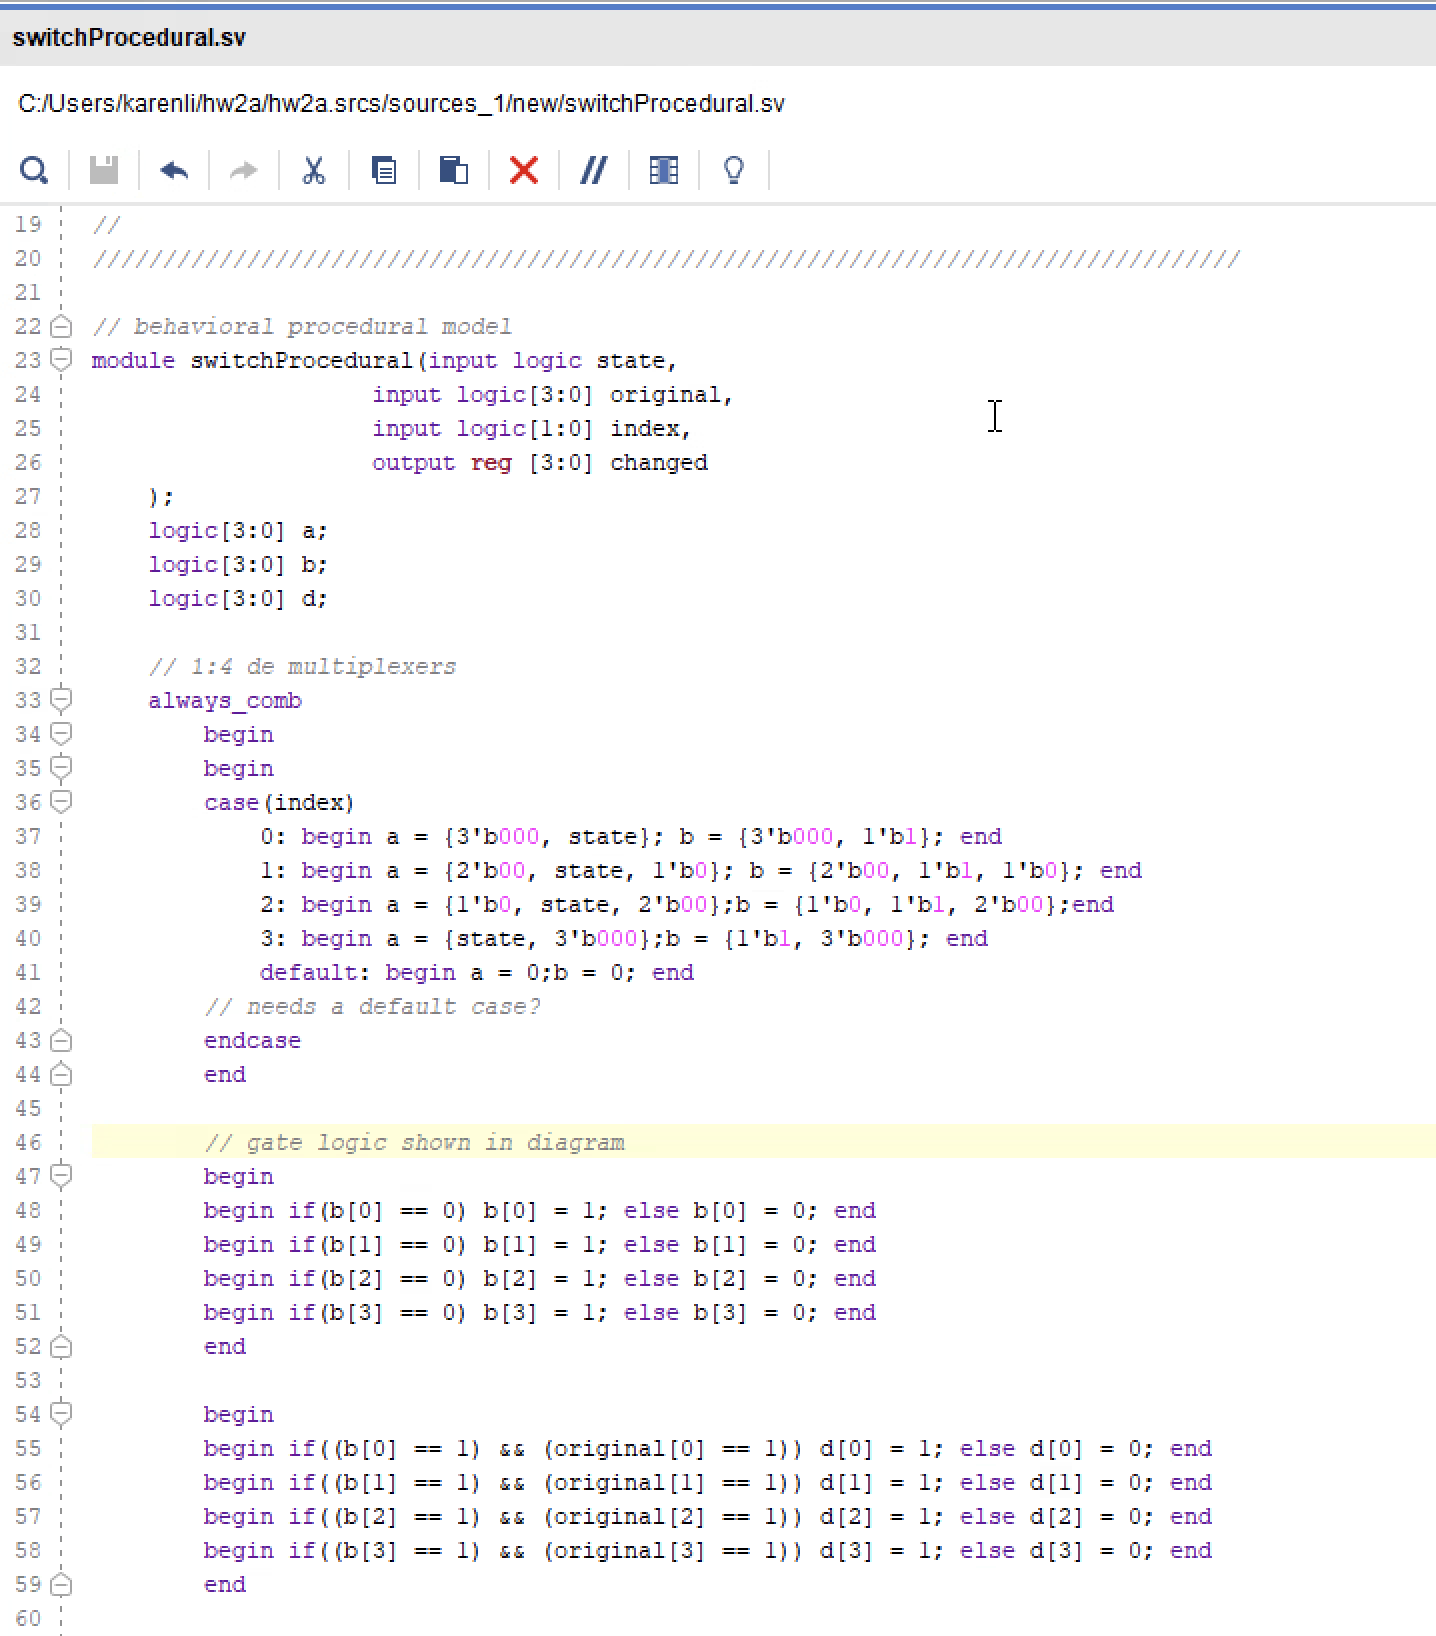 switchProcedural.sv
C:/Users/karenli/hw2a/hw2a.srcs/sources_1/new/switchProcedural.sv
19 //
20 //////////////////////////////////////////////////////////////////////////////////
21
22 // behavioral procedural model
23 module switchProcedural(input logic state,
24 input logic[3:0] original,
25 input logic[1:0] index,
26 output reg [3:0] changed
27 );
28 logic[3:0] a;
29 logic[3:0] b;
30 logic[3:0] d;
31
32 // 1:4 de multiplexers
33 always_comb
34 begin
35 begin
36 case(index)
37 0: begin a = {3'b000, state}; b = {3'b000, 1'b1}; end
38 1: begin a = {2'b00, state, 1'b0}; b = {2'b00, 1'b1, 1'b0}; end
39 2: begin a = {1'b0, state, 2'b00};b = {1'b0, 1'b1, 2'b00};end
40 3: begin a = {state, 3'b000};b = {1'b1, 3'b000}; end
41 default: begin a = 0;b = 0; end
42 // needs a default case?
43 endcase
44 end
45
46 // gate logic shown in diagram
47 begin
48 begin if(b[0] == 0) b[0] = 1; else b[0] = 0; end
49 begin if(b[1] == 0) b[1] = 1; else b[1] = 0; end
50 begin if(b[2] == 0) b[2] = 1; else b[2] = 0; end
51 begin if(b[3] == 0) b[3] = 1; else b[3] = 0; end
52 end
53
54 begin
55 begin if((b[0] == 1) && (original[0] == 1)) d[0] = 1; else d[0] = 0; end
56 begin if((b[1] == 1) && (original[1] == 1)) d[1] = 1; else d[1] = 0; end
57 begin if((b[2] == 1) && (original[2] == 1)) d[2] = 1; else d[2] = 0; end
58 begin if((b[3] == 1) && (original[3] == 1)) d[3] = 1; else d[3] = 0; end
59 end
60